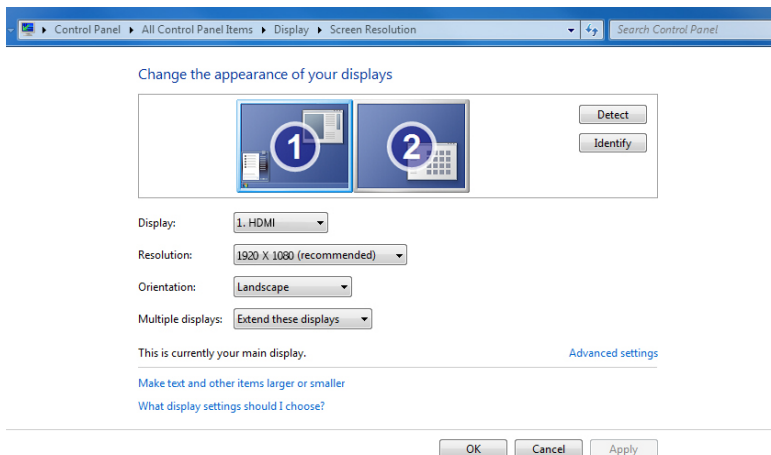 Control Panel All Control Panel Items Display Screen Resolution Search Control Panel
Change the appearance of your displays
1 2
Detect
Identify
Display: 1. HDMI
Resolution: 1920 X 1080 (recommended)
Orientation: Landscape
Multiple displays: Extend these displays
This is currently your main display. Advanced settings
Make text and other items larger or smaller
What display settings should I choose?
OK Cancel Apply